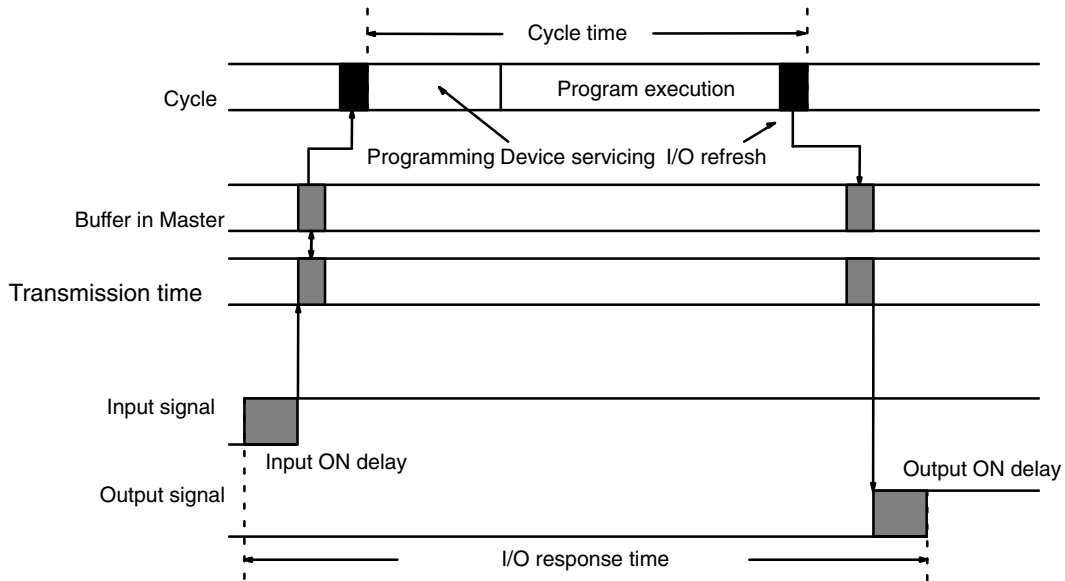 Cycle time
Cycle
Program execution
Programming Device servicing
I/O refresh
Buffer in Master
Transmission time
Input signal
Input ON delay
Output ON delay
Output signal
I/O response time